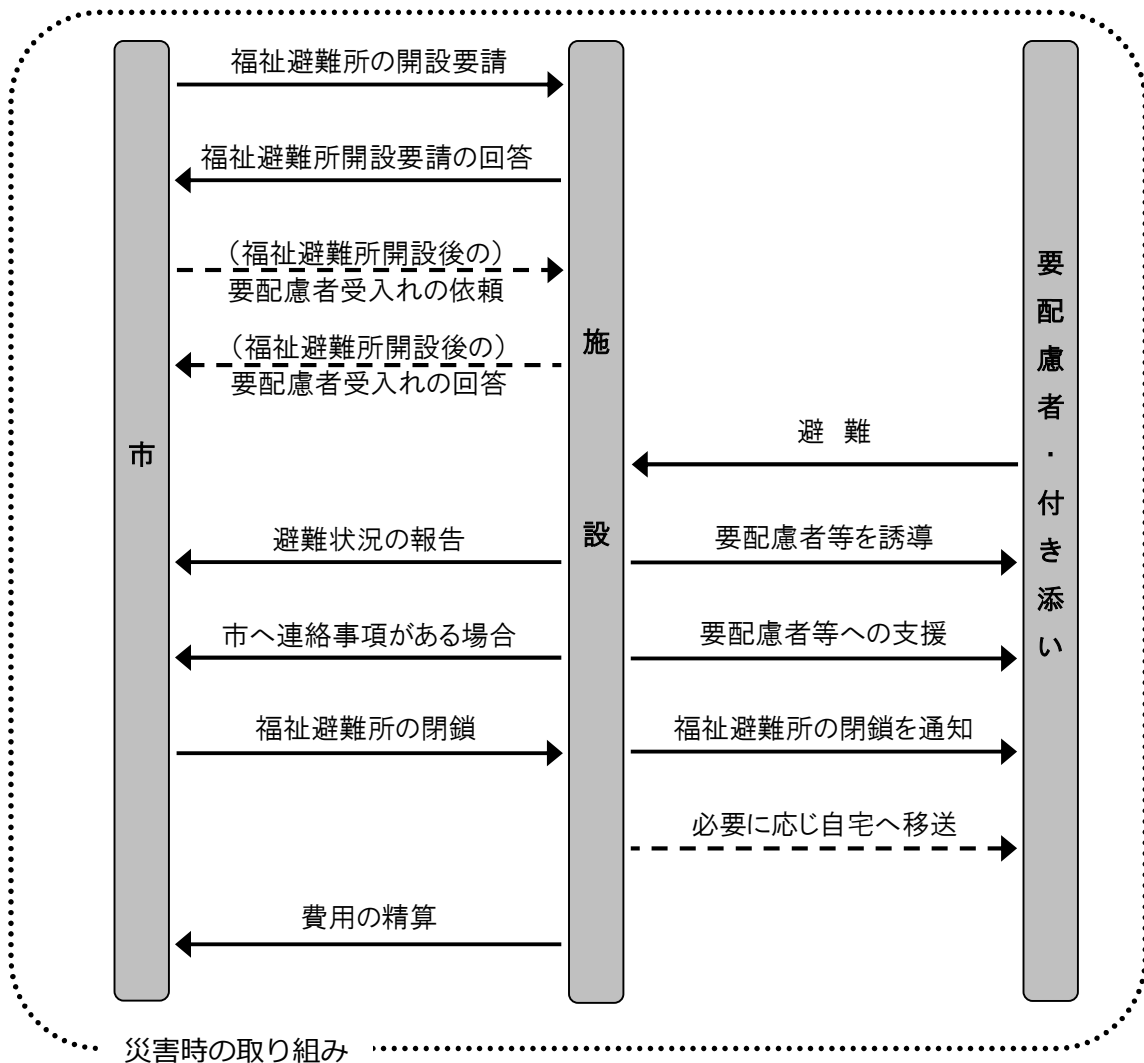 福祉避難所の開設要請
福祉避難所開設要請の回答
（福祉避難所開設後の）
要配慮者受入れの依頼
（福祉避難所開設後の）
要配慮者受入れの回答
市
施設
要配慮者・付き添い
避　難
避難状況の報告
要配慮者等を誘導
市へ連絡事項がある場合
要配慮者等への支援
福祉避難所の閉鎖
福祉避難所の閉鎖を通知
必要に応じ自宅へ移送
費用の精算
災害時の取り組み